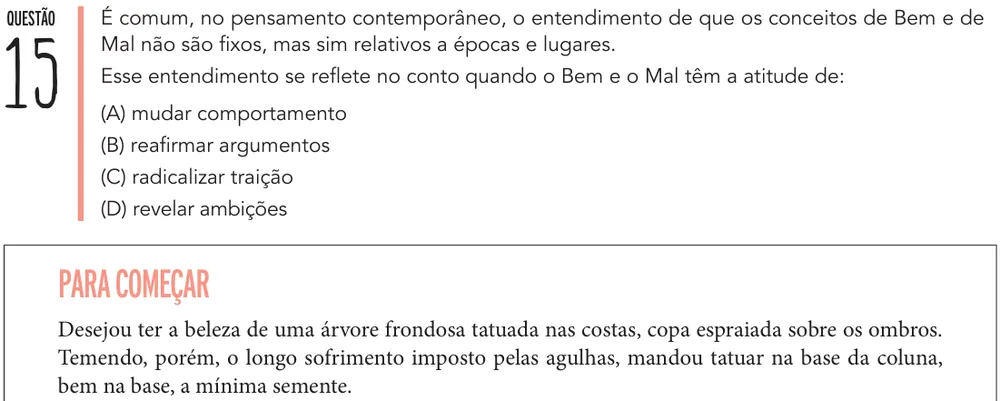 QUESTÃO
15
É comum, no pensamento contemporâneo, o entendimento de que os conceitos de Bem e de
Mal não são fixos, mas sim relativos a épocas e lugares.
Esse entendimento se reflete no conto quando o Bem e o Mal têm a atitude de:
(A) mudar comportamento
(B) reafirmar argumentos
(C) radicalizar traição
(D) revelar ambições
PARA COMEÇAR
Desejou ter a beleza de uma árvore frondosa tatuada nas costas, copa espraiada sobre os ombros.
Temendo, porém, o longo sofrimento imposto pelas agulhas, mandou tatuar na base da coluna,
bem na base, a mínima semente.